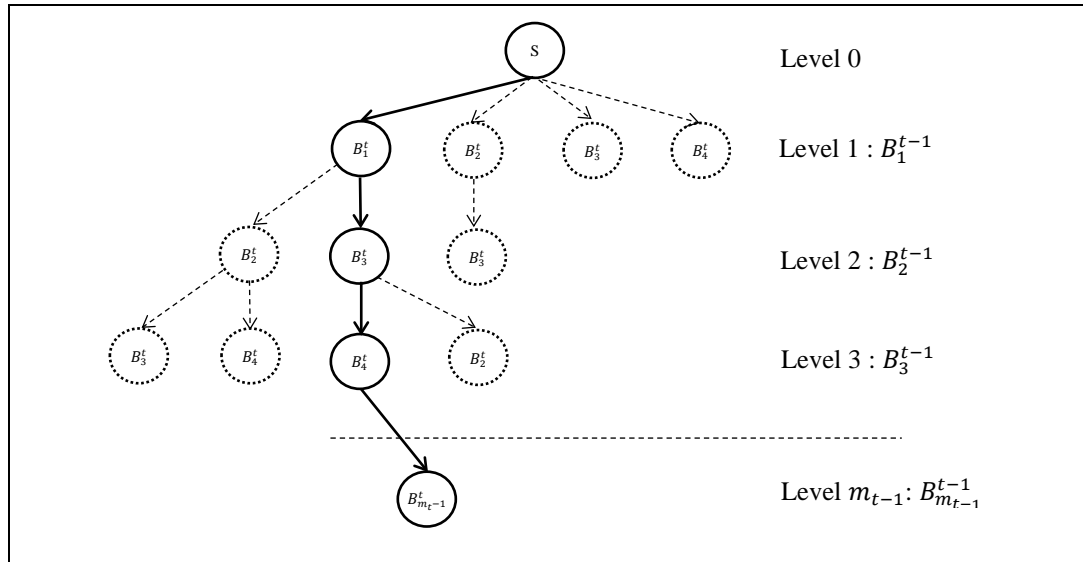 S Level 0
B_1^t B_2^t B_3^t B_4^t Level 1 : B_1^{t-1}
B_2^t B_3^t B_3^t Level 2 : B_2^{t-1}
B_3^t B_4^t B_4^t B_2^t Level 3 : B_3^{t-1}
B_{m_{t-1}}^t Level m_{t-1}: B_{m_{t-1}}^{t-1}